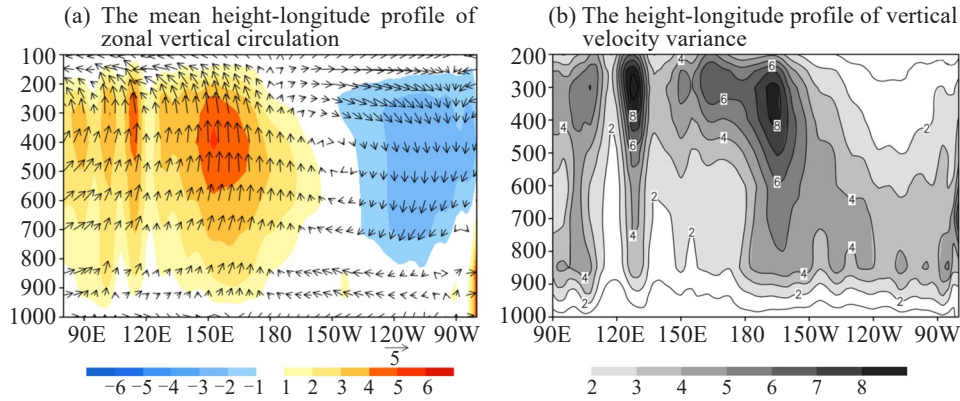 (a) The mean height-longitude profile of
zonal vertical circulation
100
200
300
400
500
600
700
800
900
1000
90E 120E 150E 180 150W 120W 90W
5
−6 −5 −4 −3 −2 −1 1 2 3 4 5 6
(b) The height-longitude profile of vertical
velocity variance
200
300
400
500
600
700
800
900
1000
4 6
8 8
4 2 6 4 4 2
6 6
2 4
4 2 4
4 4
2 2 2
90E 120E 150E 180 150W 120W 90W
2 3 4 5 6 7 8